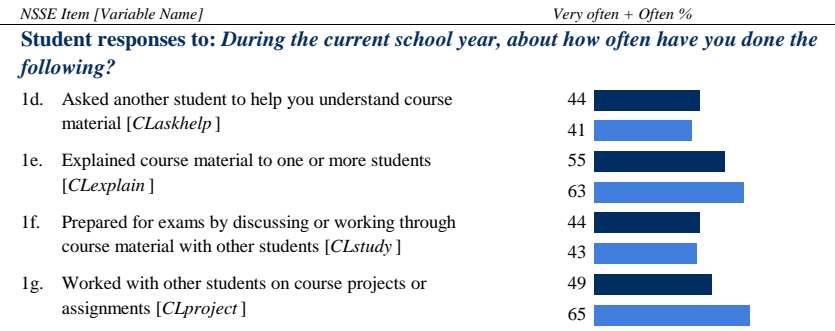 NSSE Item [Variable Name] Very often + Often %
Student responses to: During the current school year, about how often have you done the
following?
1d. Asked another student to help you understand course 44
material [CLaskhelp ] 41
1e. Explained course material to one or more students 55
[CLexplain ] 63
1f. Prepared for exams by discussing or working through 44
course material with other students [CLstudy ] 43
1g. Worked with other students on course projects or 49
assignments [CLproject ] 65